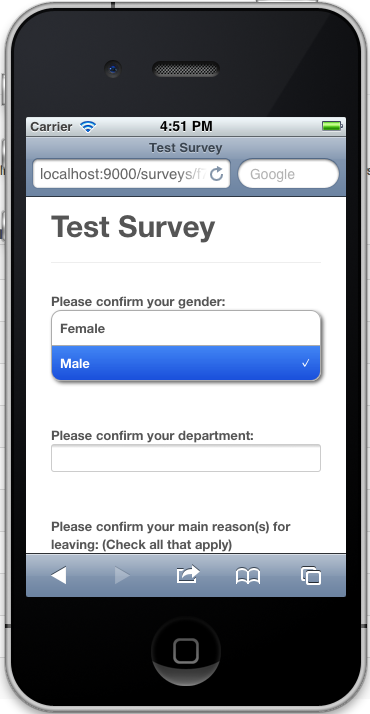 Carrier 4:51 PM
Test Survey
localhost:9000/surveys/ Google
Test Survey
Please confirm your gender:
Female
Male ✓
Please confirm your department:
Please confirm your main reason(s) for
leaving: (Check all that apply)